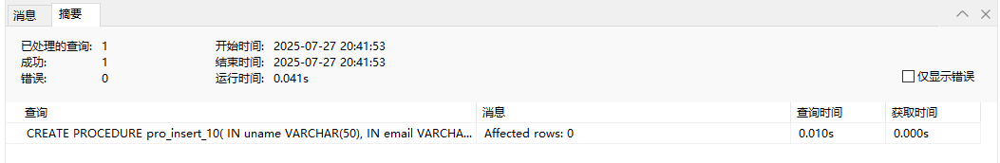 消息 摘要
已处理的查询: 1 开始时间: 2025-07-27 20:41:53
成功: 1 结束时间: 2025-07-27 20:41:53
错误: 0 运行时间: 0.041s
仅显示错误
查询 消息 查询时间 获取时间
CREATE PROCEDURE pro_insert_10( IN uname VARCHAR(50), IN email VARCHA... Affected rows: 0 0.010s 0.000s